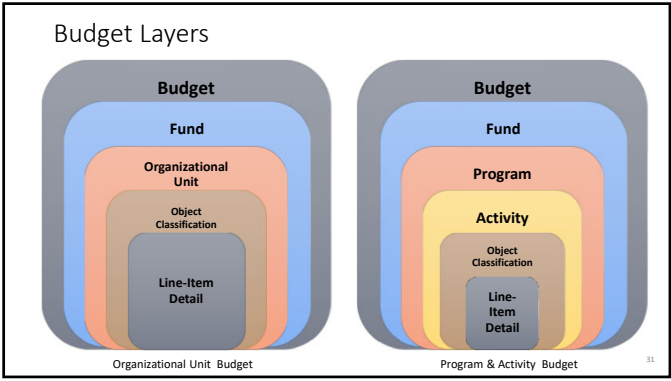 Budget Layers
Budget
Fund
Organizational
Unit
Object
Classification
Line-Item
Detail
Organizational Unit Budget
Budget
Fund
Program
Activity
Object
Classification
Line-
Item
Detail
Program & Activity Budget
31